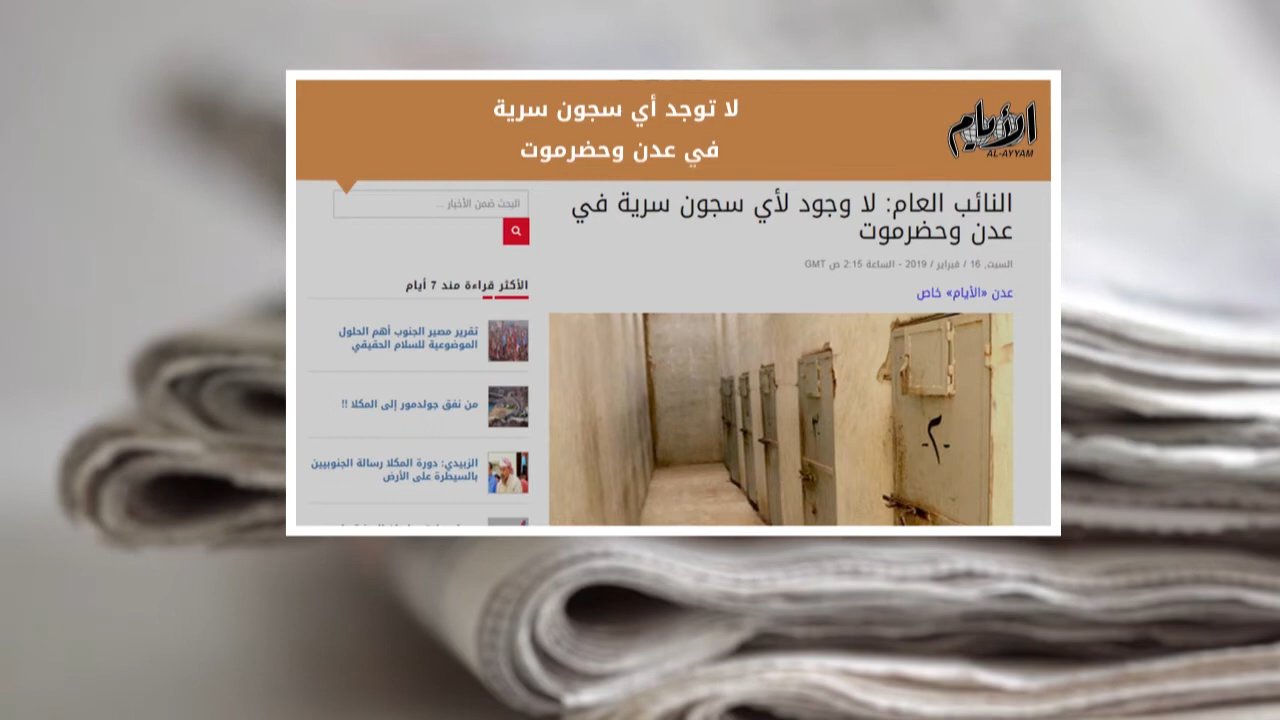 لا توجد أي سجون سرية
في عدن وحضرموت
الأيام
AL-AYYAM
النائب العام: لا وجود لأي سجون سرية في
عدن وحضرموت
السبت, 16 / فبراير / 2019 - الساعة 2:15 ص GMT
عدن «الأيام» خاص
البحث ضمن الأخبار ...
الأكثر قراءة منذ 7 أيام
تقرير مصير الجنوب أهم الحلول
الموضوعية للسلام الحقيقي
من نفق جولدمور إلى المكلا !!
الزبيدي: دورة المكلا رسالة الجنوبيين
بالسيطرة على الأرض